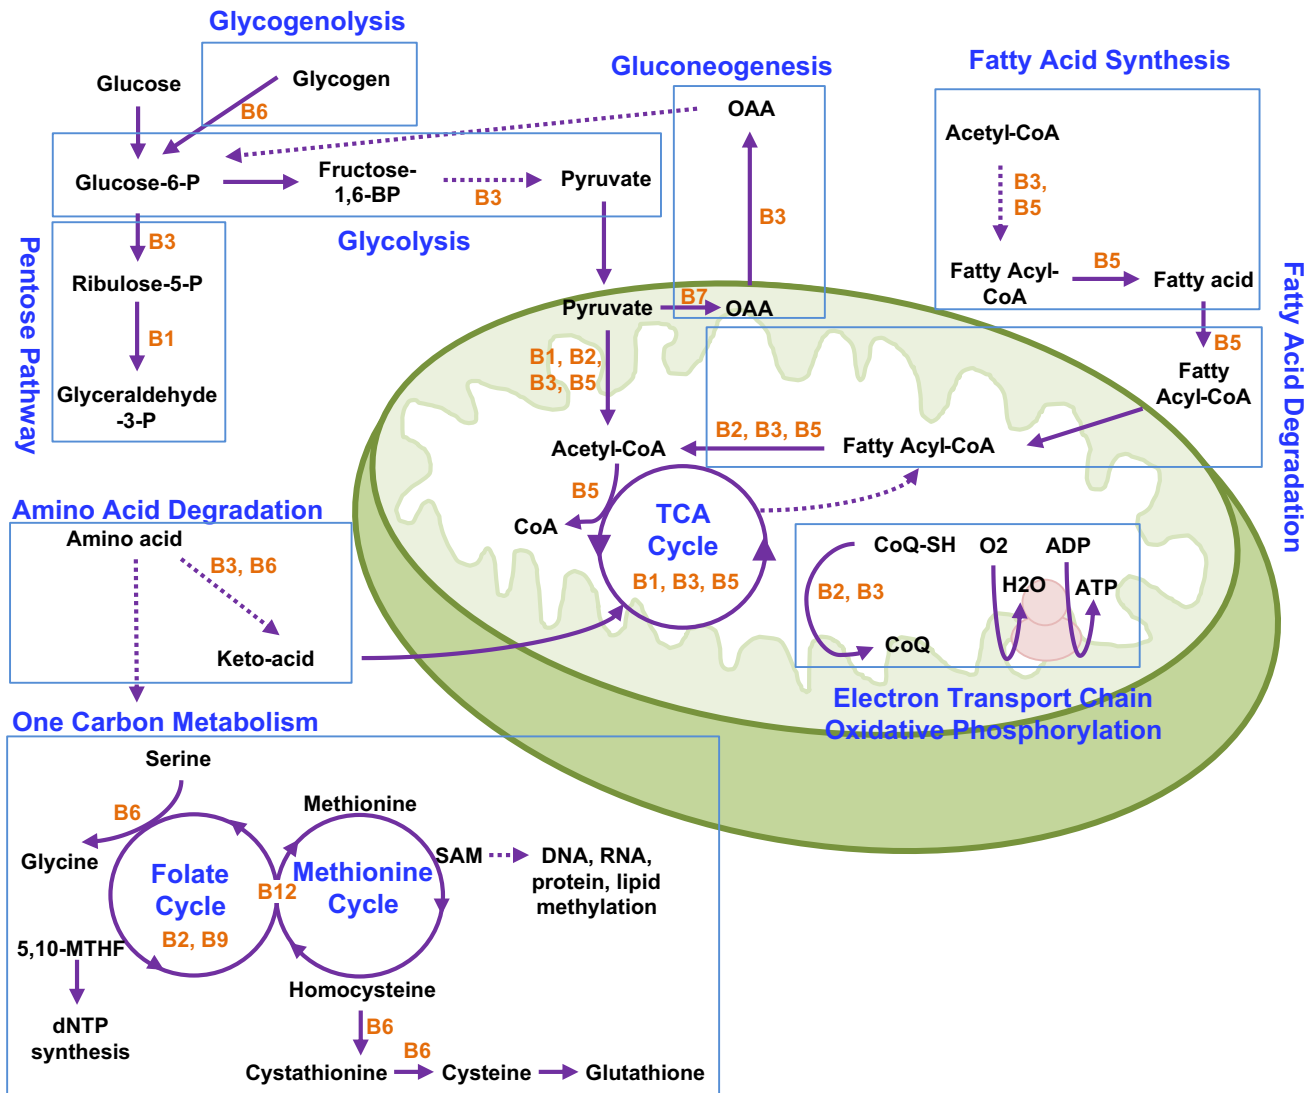 Glycogenolysis
Glucose
Glycogen
B6
Gluconeogenesis
OAA
Fatty Acid Synthesis
Acetyl-CoA
B3,
B5
Fatty Acyl-
CoA
B5
Fatty acid
Glucose-6-P
Fructose-
1,6-BP
B3
Pyruvate
B3
Glycolysis
Pentose Pathway
B3
Ribulose-5-P
B1
Glyceraldehyde
-3-P
Pyruvate
B7
OAA
Fatty Acid Degradation
B5
Fatty
Acyl-CoA
B1, B2,
B3, B5
Acetyl-CoA
B2, B3, B5
Fatty Acyl-CoA
B5
CoA
TCA
Cycle
B1, B3, B5
Amino Acid Degradation
Amino acid
B3, B6
Keto-acid
CoQ-SH
O2
ADP
B2, B3
H2O
ATP
CoQ
Electron Transport Chain
Oxidative Phosphorylation
One Carbon Metabolism
Serine
B6
Glycine
Folate
Cycle
B2, B9
5,10-MTHF
dNTP
synthesis
B12
Methionine
Methionine
Cycle
SAM
DNA, RNA,
protein, lipid
methylation
Homocysteine
B6
Cystathionine
B6
Cysteine
Glutathione